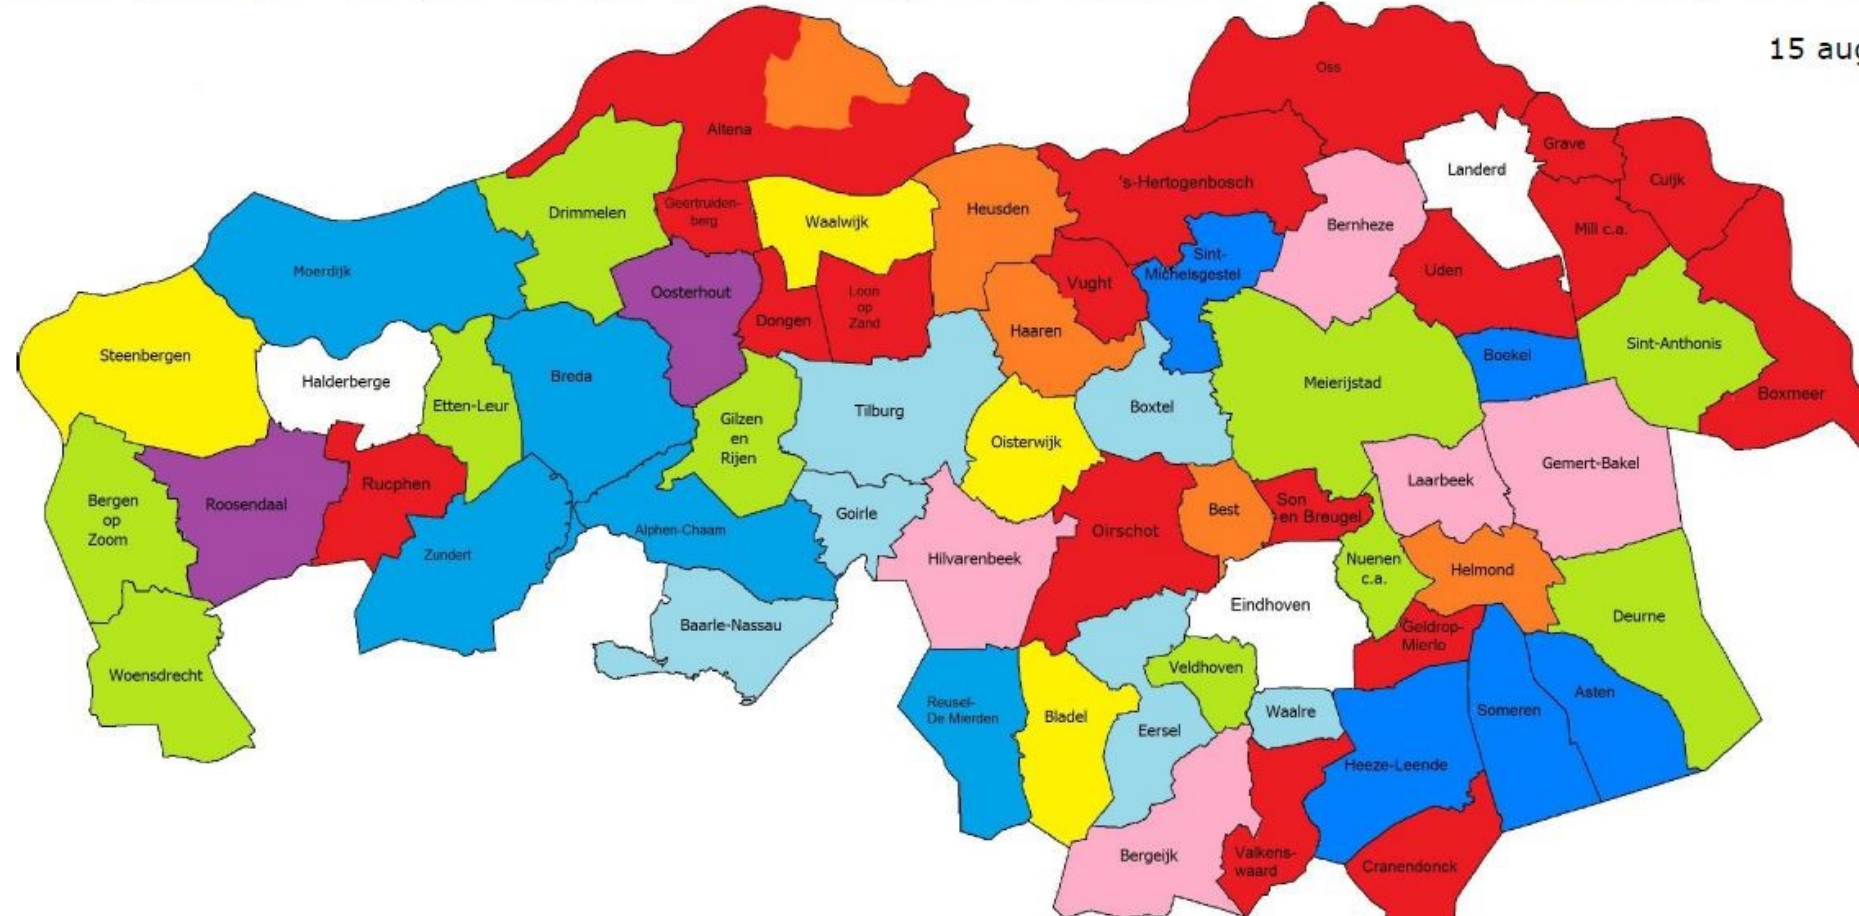 15 aug
Oss
Altena
Grave
Landerd
Cuijk
's-Hertogenbosch
Geertruiden-
berg
Drimmelen
Waalwijk
Heusden
Bernheze
Mill c.a.
Sint-
Michelsgestel
Moerdijk
Uden
Vught
Oosterhout
Loon
op
Zand
Dongen
Haaren
Sint-Anthonis
Steenbergen
Boekel
Halderberge
Breda
Meierijstad
Boxmeer
Etten-Leur
Tilburg
Boxtel
Gilzen
en
Rijen
Oisterwijk
Gemert-Bakel
Laarbeek
Rucphen
Roosendaal
Bergen
op
Zoom
Son
en Breugel
Best
Goirle
Alphen-Chaam
Oirschot
Zundert
Hilvarenbeek
Nuenen
c.a.
Helmond
Eindhoven
Deurne
Baarle-Nassau
Geldrop-
Mierlo
Woensdrecht
Veldhoven
Asten
Reusel-
De Mierden
Bladel
Waalre
Someren
Eersel
Heeze-Leende
Bergeijk
Valkens-
waard
Cranendonck